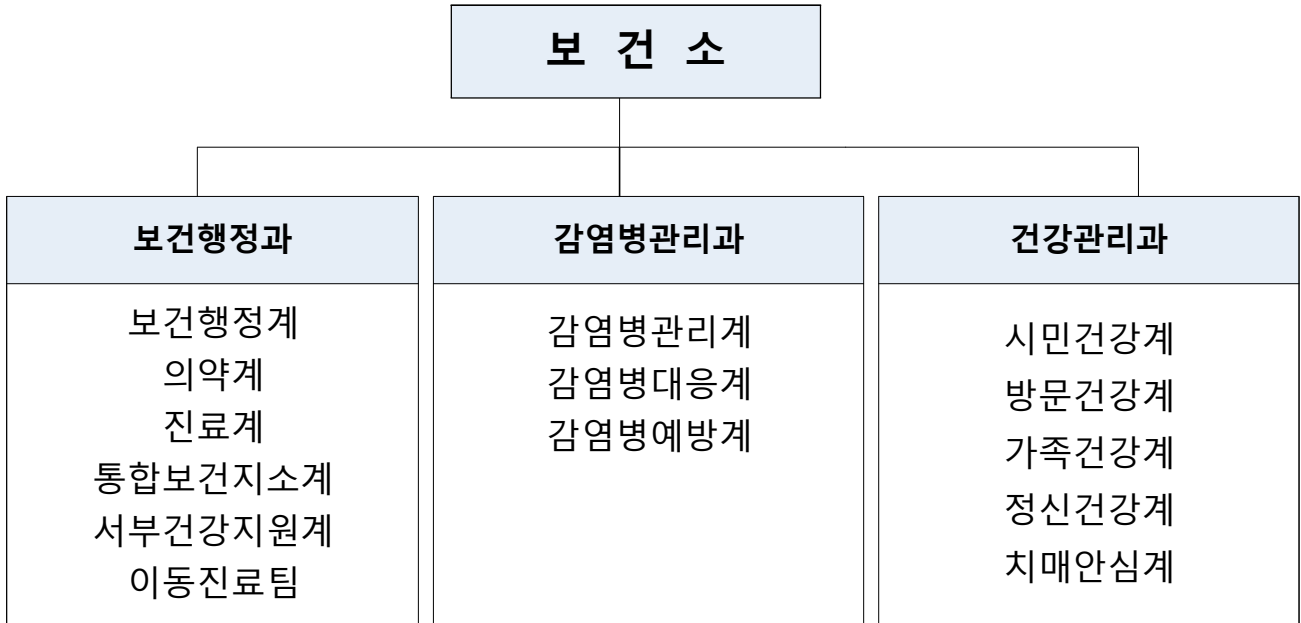 보 건 소
보건행정과
보건행정계
의약계
진료계
통합보건지소계
서부건강지원계
이동진료팀
감염병관리과
감염병관리계
감염병대응계
감염병예방계
건강관리과
시민건강계
방문건강계
가족건강계
정신건강계
치매안심계